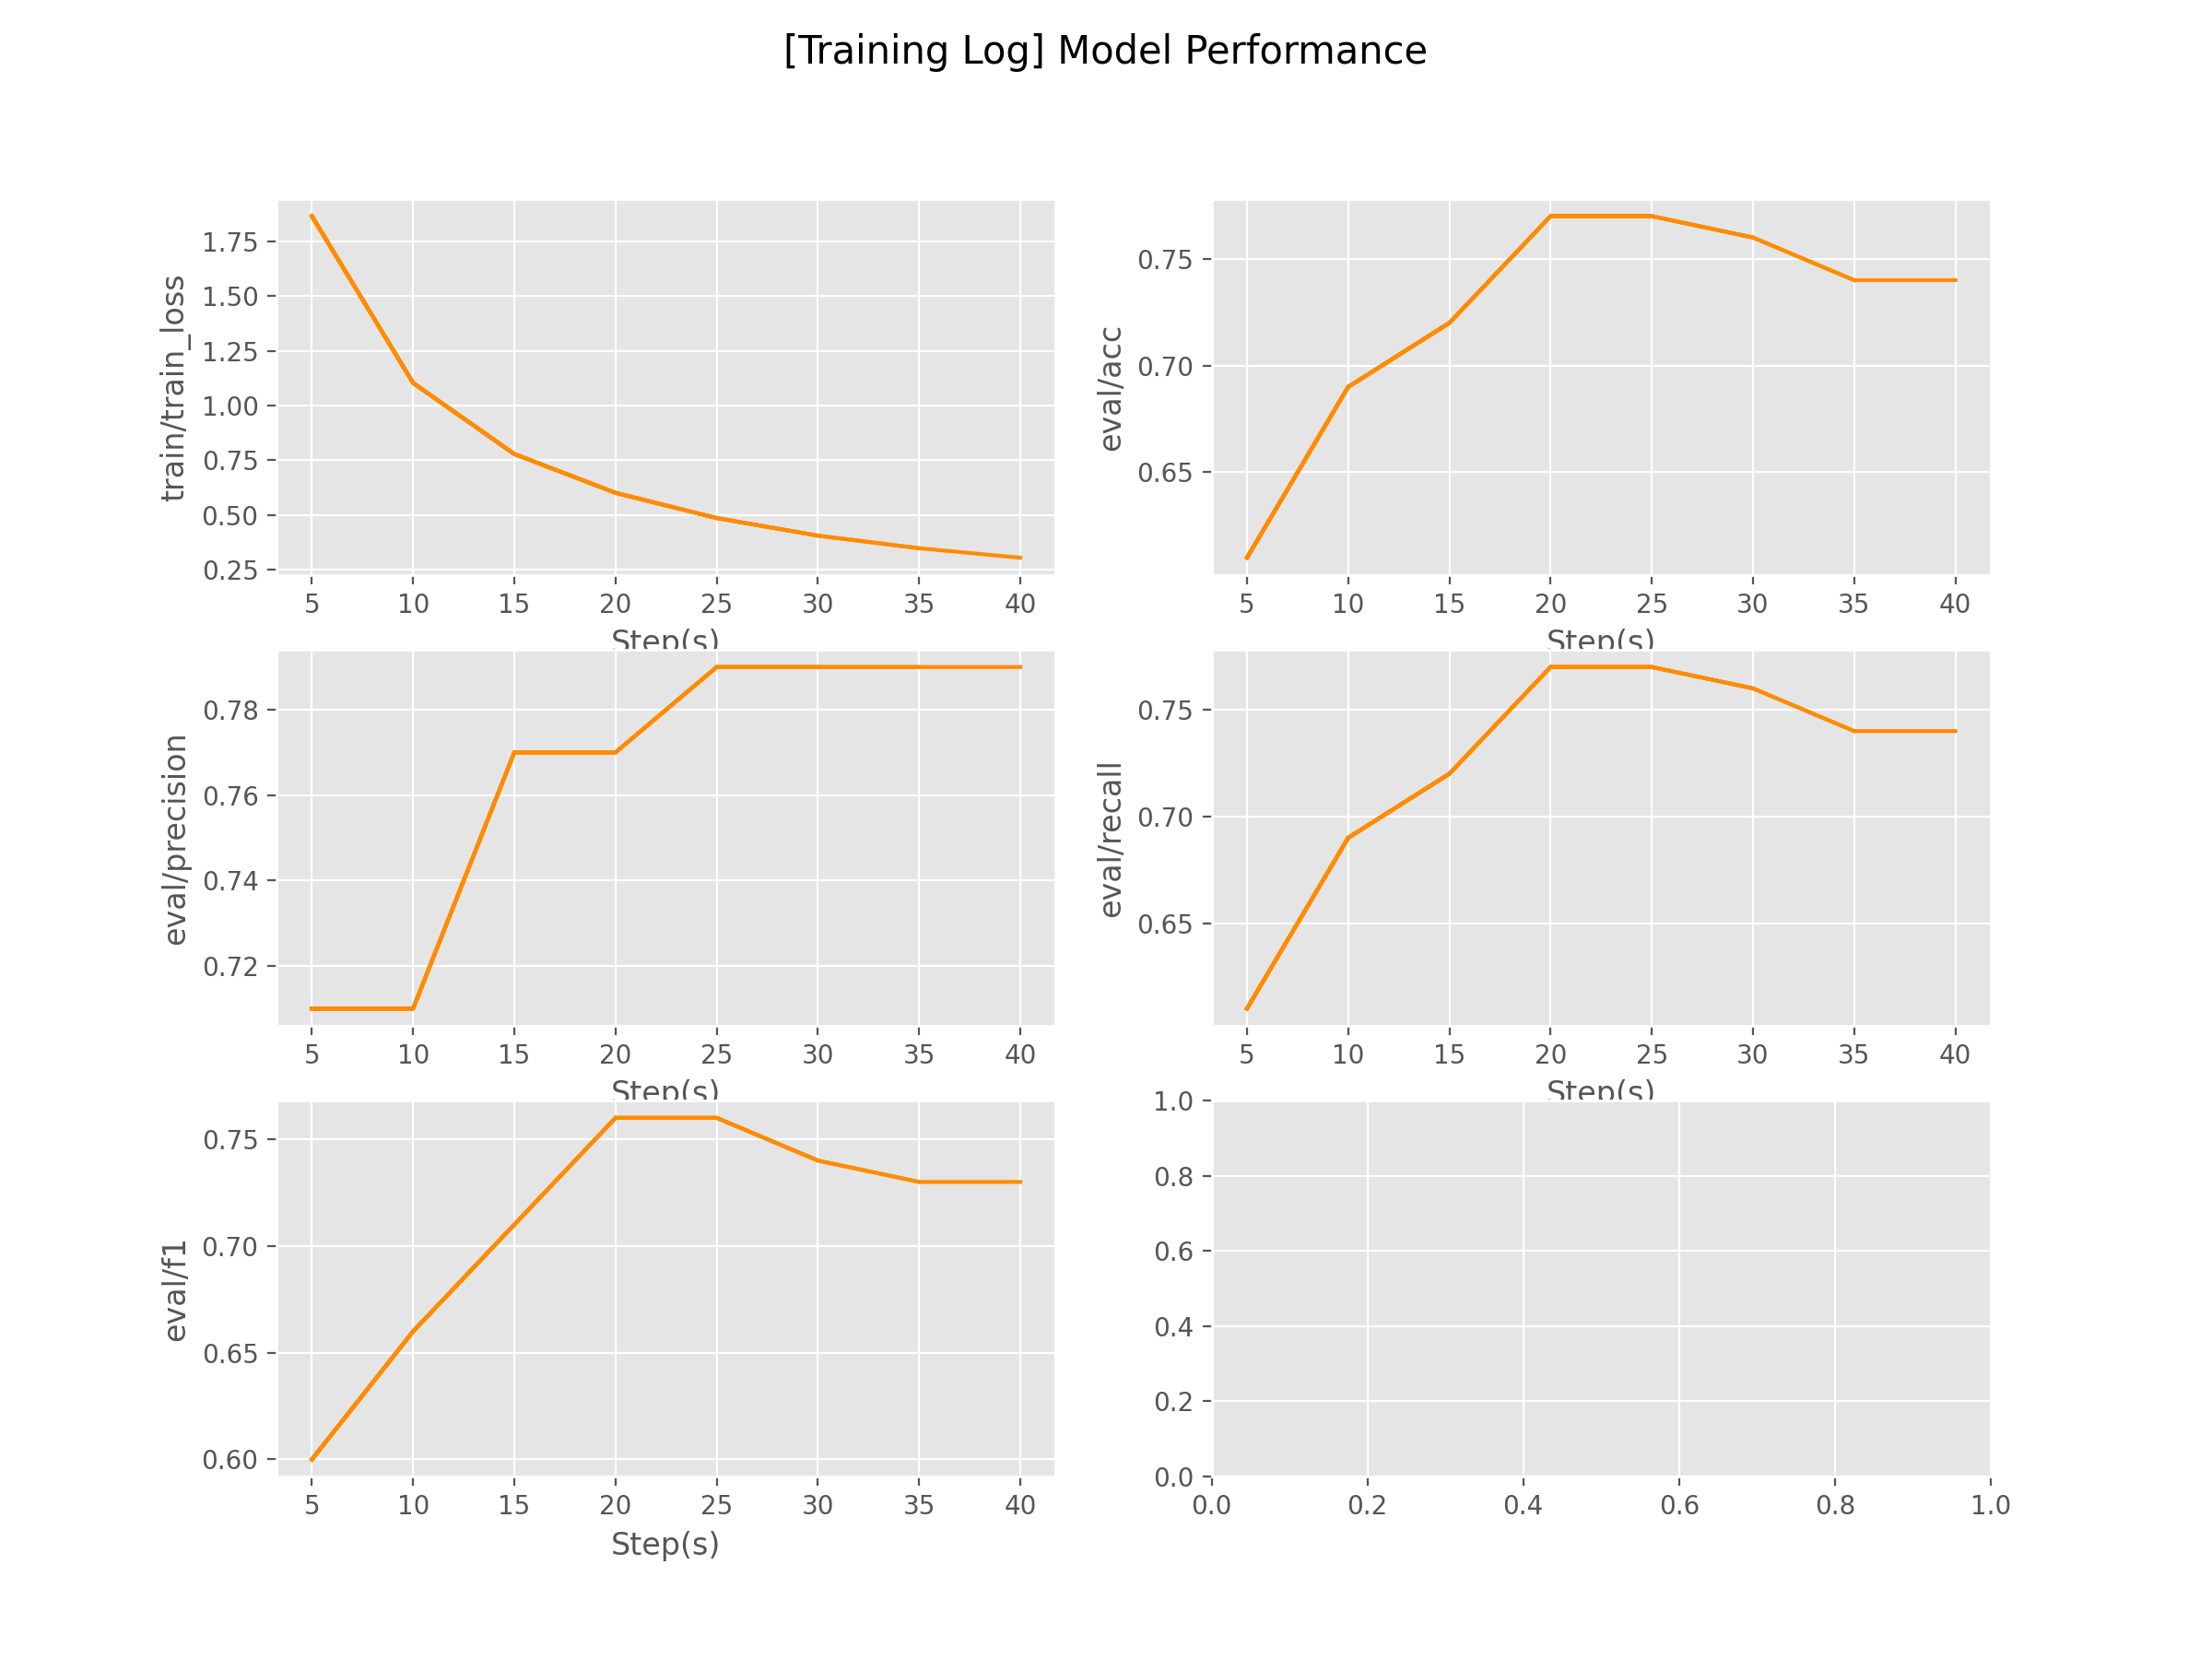 [Training Log] Model Performance
train/train_loss
1.75
1.50
1.25
1.00
0.75
0.50
0.25
5 10 15 20 25 30 35 40
Step(s)
eval/acc
0.75
0.70
0.65
5 10 15 20 25 30 35 40
Step(s)
eval/precision
0.78
0.76
0.74
0.72
5 10 15 20 25 30 35 40
Step(s)
eval/recall
0.75
0.70
0.65
5 10 15 20 25 30 35 40
Step(s)
eval/f1
0.75
0.70
0.65
0.60
5 10 15 20 25 30 35 40
Step(s)
1.0
0.8
0.6
0.4
0.2
0.0
0.0 0.2 0.4 0.6 0.8 1.0